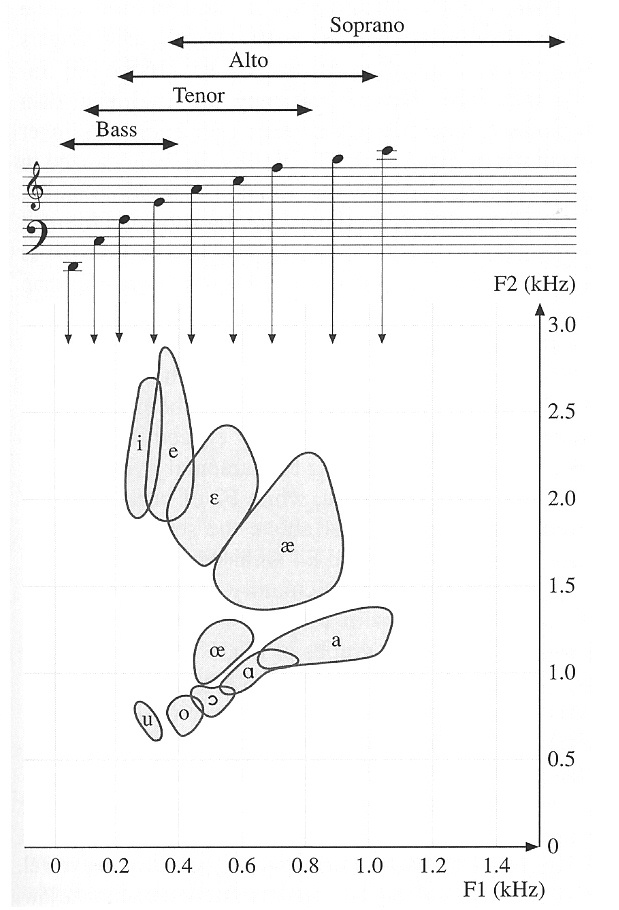 Soprano
Alto
Tenor
Bass
F2 (kHz)
3.0
2.5
i
e
2.0
ε
æ
1.5
œ
a
1.0
ɑ
ɔ
o
u
0.5
0
0 0.2 0.4 0.6 0.8 1.0 1.2 1.4
F1 (kHz)